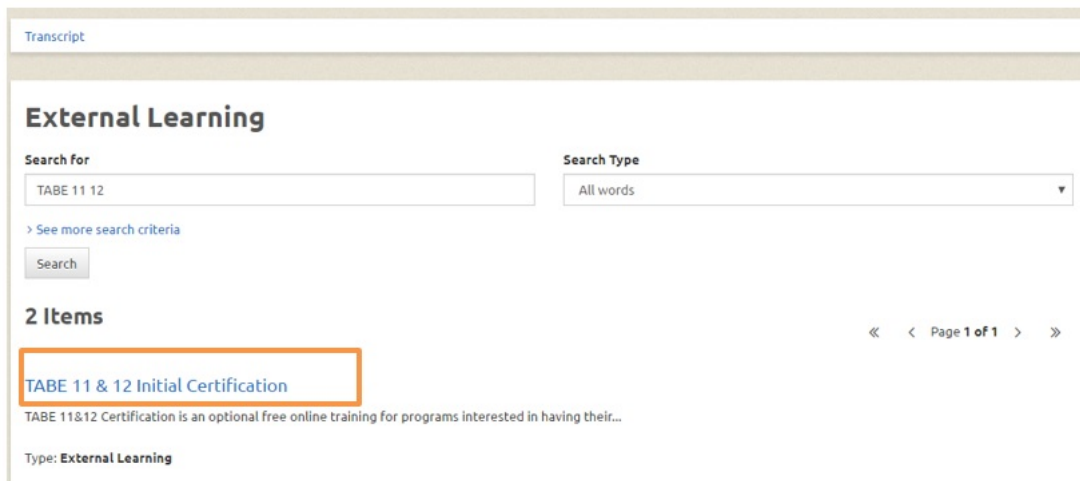 Transcript
External Learning
Search for
Search Type
TABE 11 12
All words
> See more search criteria
Search
2 Items
« < Page 1 of 1 > »
TABE 11 & 12 Initial Certification
TABE 11&12 Certification is an optional free online training for programs interested in having their...
Type: External Learning